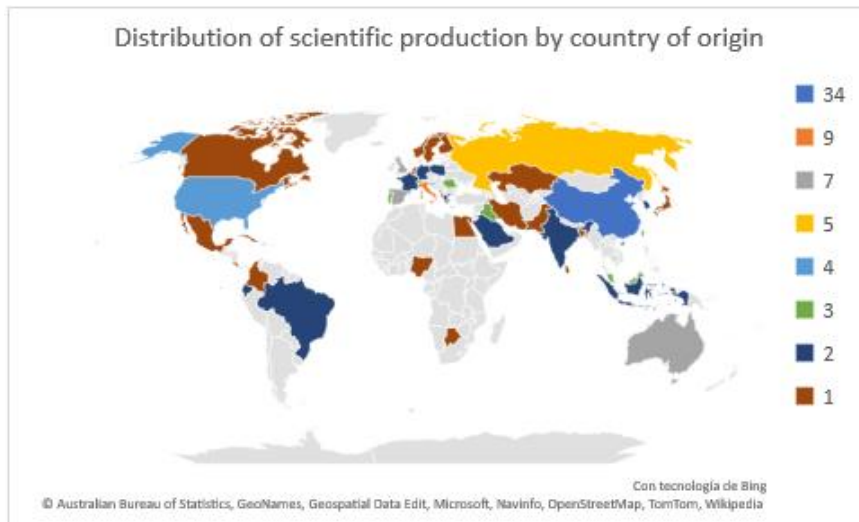 Distribution of scientific production by country of origin
34
9
7
5
4
3
2
1
Con tecnología de Bing
© Australian Bureau of Statistics, GeoNames, Geospatial Data Edit, Microsoft, Navinfo, OpenStreetMap, TomTom, Wikipedia